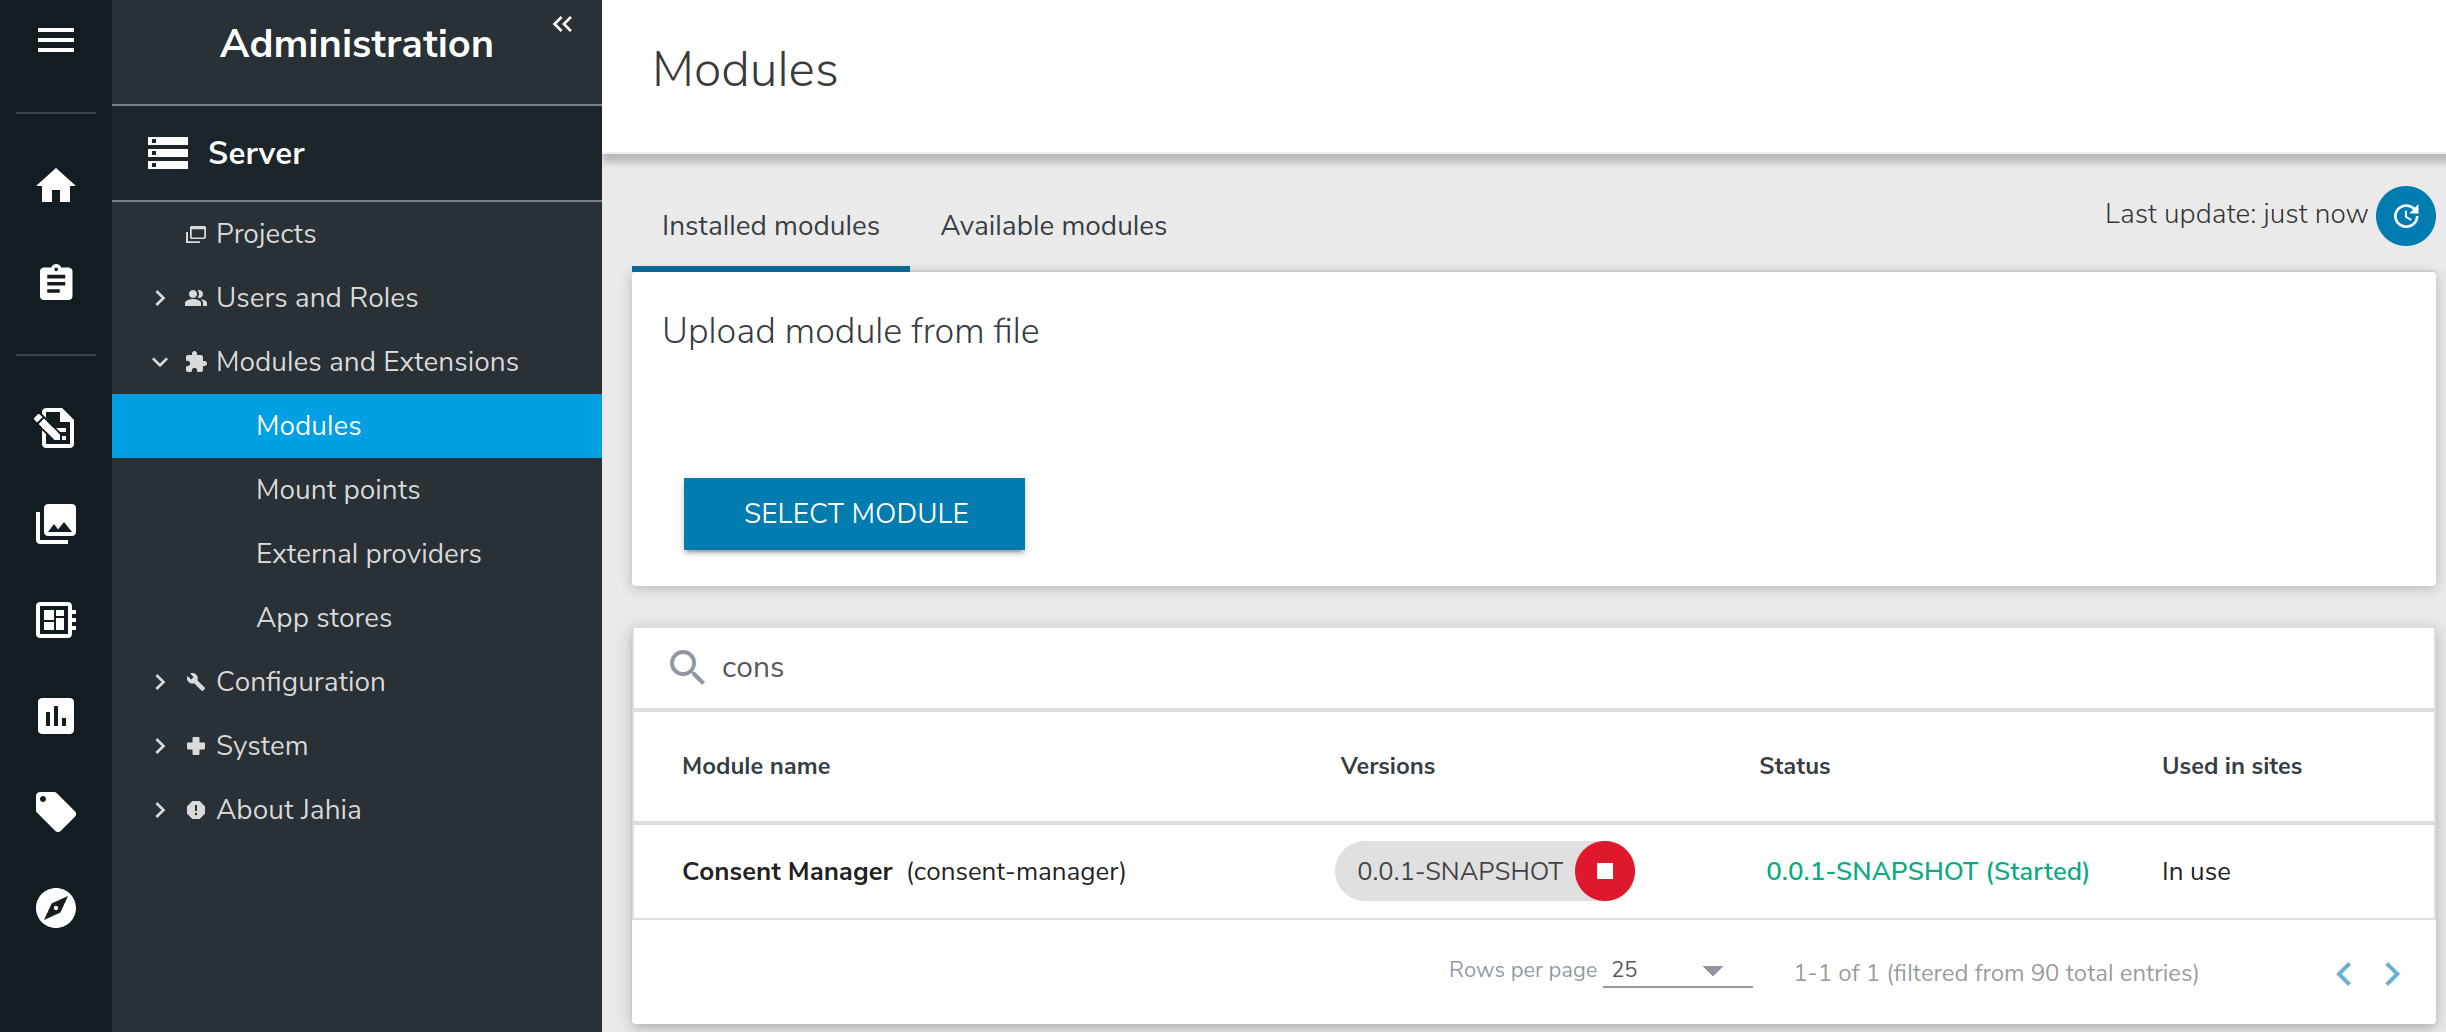 Administration
Server
Projects
Users and Roles
Modules and Extensions
Modules
Mount points
External providers
App stores
Configuration
System
About Jahia
Modules
Installed modules
Available modules
Last update: just now
Upload module from file
SELECT MODULE
cons
Module name
Versions
Status
Used in sites
Consent Manager (consent-manager)
0.0.1-SNAPSHOT
0.0.1-SNAPSHOT (Started)
In use
Rows per page 25
1-1 of 1 (filtered from 90 total entries)